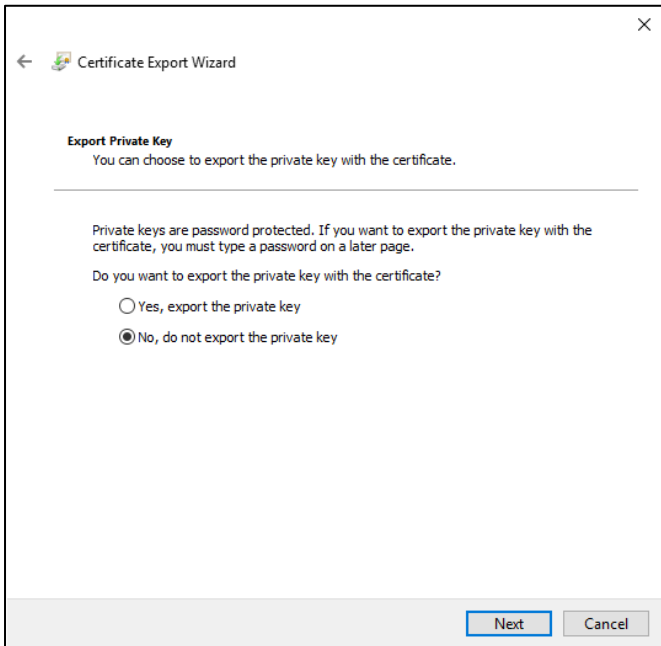 Certificate Export Wizard
Export Private Key
You can choose to export the private key with the certificate.
Private keys are password protected. If you want to export the private key with the
certificate, you must type a password on a later page.
Do you want to export the private key with the certificate?
Yes, export the private key
No, do not export the private key
Next
Cancel